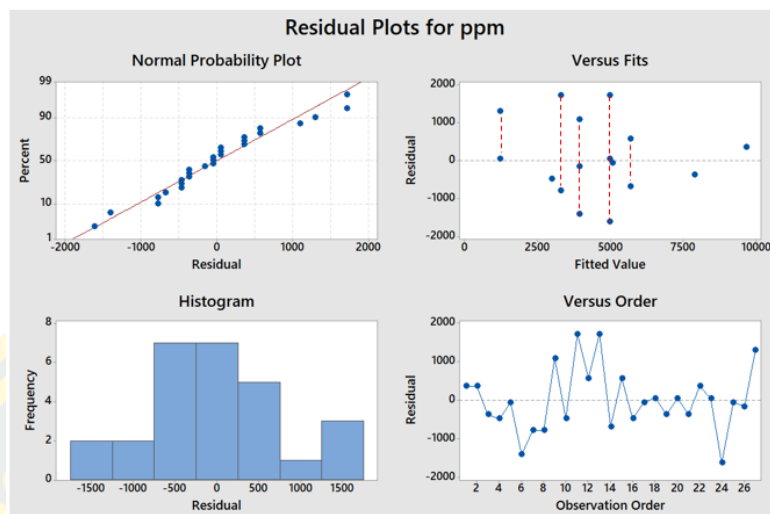 Residual Plots for ppm
Normal Probability Plot
Percent
99
90
50
10
1
-2000 -1000 0 1000 2000
Residual
Versus Fits
Residual
2000
1000
0
-1000
-2000
0 2500 5000 7500 10000
Fitted Value
Histogram
Frequency
8
6
4
2
0
-1500 -1000 -500 0 500 1000 1500
Residual
Versus Order
Residual
2000
1000
0
-1000
-2000
2 4 6 8 10 12 14 16 18 20 22 24 26
Observation Order